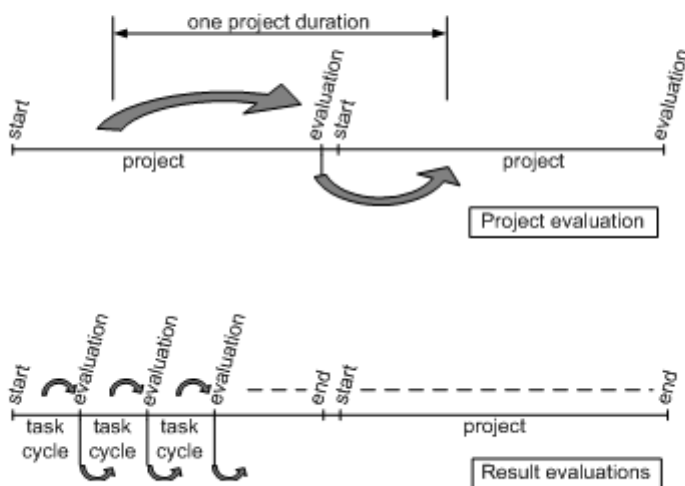 one project duration
start
evaluation
start
evaluation
project
project
Project evaluation
start
evaluation
evaluation
evaluation
end
start
end
task
cycle
task
cycle
task
cycle
project
Result evaluations